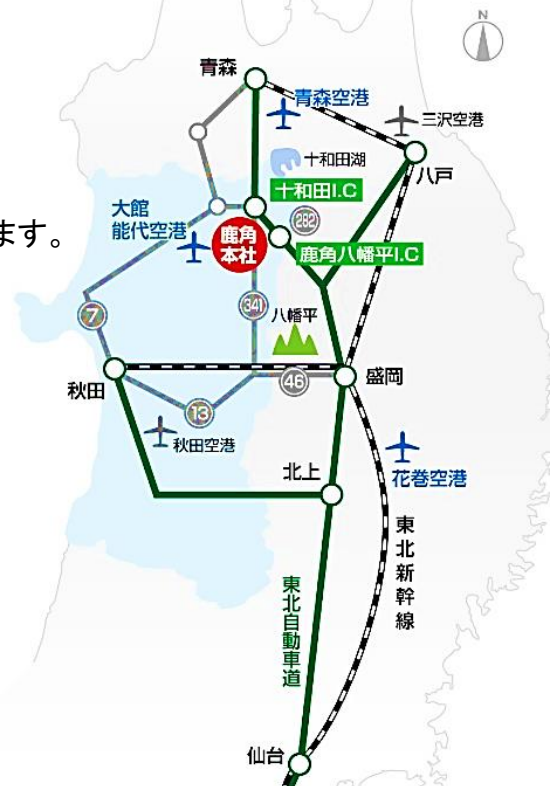 N
青森
青森空港
三沢空港
十和田湖
八戸
十和田I.C
大館
能代空港
ます。
282
鹿角
本社
鹿角八幡平I.C
341
八幡平
7
秋田
46
盛岡
13
秋田空港
北上
花巻空港
東北新幹線
東北自動車道
仙台